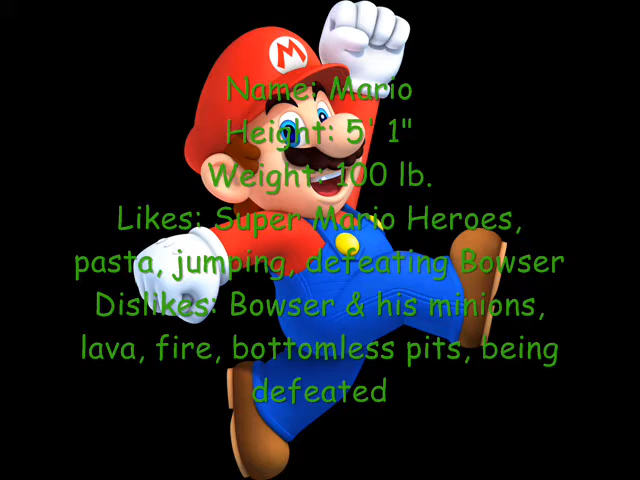 M
Name: Mario
Height: 5' 1"
Weight: 100 lb.
Likes: Super Mario Heroes,
pasta, jumping, defeating Bowser
Dislikes: Bowser & his minions,
lava, fire, bottomless pits, being
defeated